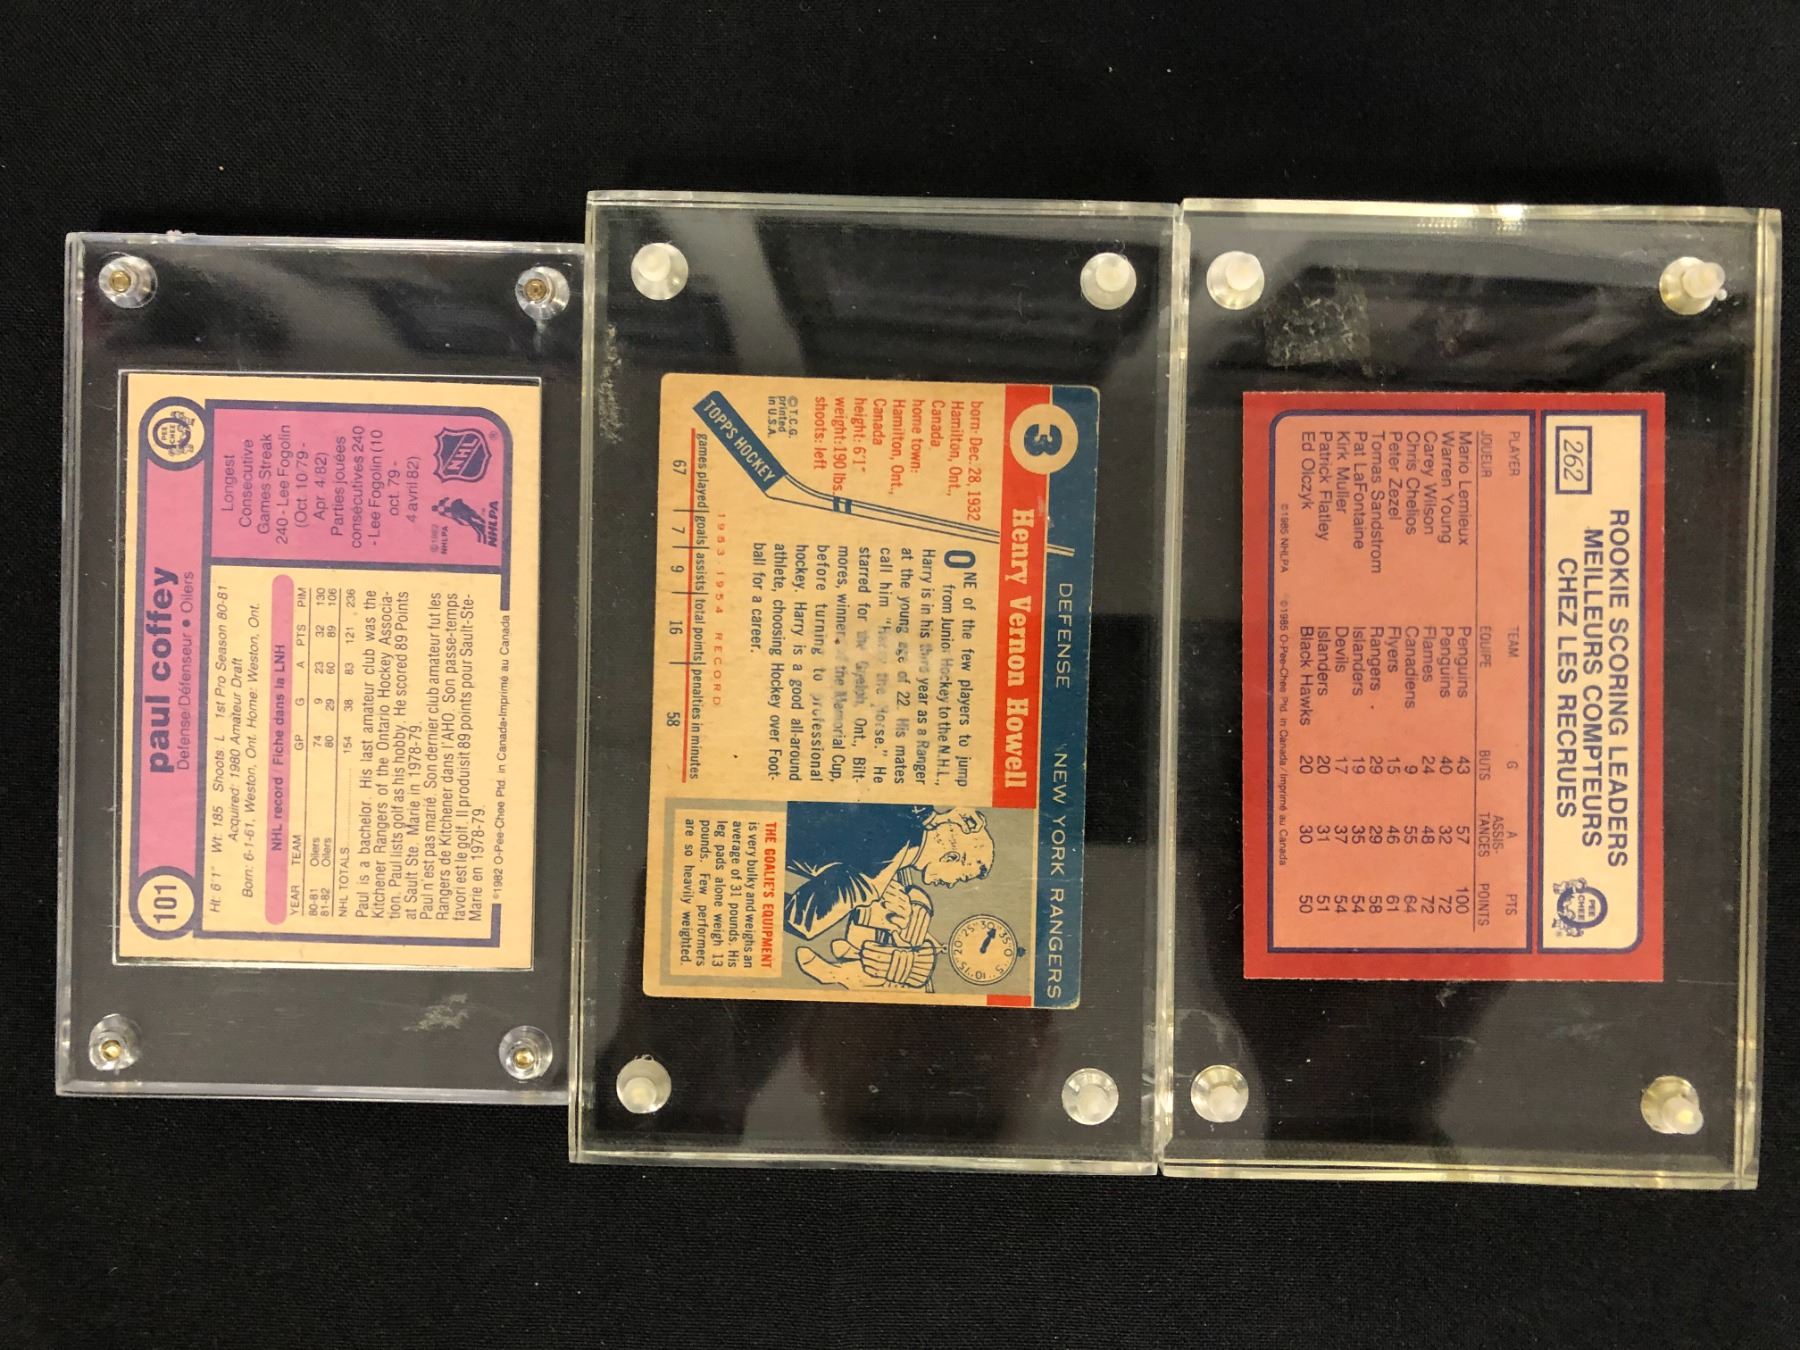 101
paul coffey
Defense/Défenseur • Oilers
O PEE CHEE
Ht: 6'1" Wt: 185 Shoots L 1st Pro Season 80-81
Acquired: 1980 Amateur Draft
Born: 6-1-61, Weston, Ont. Home: Weston, Ont.
NHL record / Fiche dans la LNH
YEAR TEAM GP G A PTS PIM
80-81 Oilers 74 9 23 32 130
81-82 Oilers 80 29 60 89 106
NHL TOTALS 154 38 83 121 236
Paul is a bachelor. His last amateur club was the
Kitchener Rangers of the Ontario Hockey Associa-
tion. Paul lists golf as his hobby. He scored 89 Points
at Sault Ste. Marie in 1978-79.
Paul n'est pas marié. Son dernier club amateur fut les
Rangers de Kitchener dans l'AHO. Son passe-temps
favori est le golf. Il produisit 89 points pour Sault-Ste-
Marie en 1978-79.
Longest
Consecutive
Games Streak
240 - Lee Fogolin
(Oct. 10/79 -
Apr. 4,82)
Parties jouées
consécutives 240
- Lee Fogolin (10
oct. 79 -
4 avril 82)
NHL
NHLPA
© 1982
NHLPA
©1982 O-Pee-Chee Ptd. in Canada-Imprimé au Canada
DEFENSE NEW YORK RANGERS
3
Henry Vernon Howell
born: Dec. 28, 1932
Hamilton, Ont.,
Canada
home town:
Hamilton, Ont.,
Canada
height: 6'1"
weight: 190 lbs.
shoots: left
© T.C.G.
printed
in U.S.A.
TOPPS HOCKEY
ONE of the few players to jump
from Junior Hockey to the N.H.L.,
Harry is in his third year as a Ranger
at the young age of 22. His mates
call him "Harry the Horse." He
starred for the Guelph, Ont., Bilt-
mores, winner of the Memorial Cup,
before turning to professional
hockey. Harry is a good all-around
athlete, choosing Hockey over Foot-
ball for a career.
1953-1954 RECORD
games played goals assists total points penalties in minutes
67 7 9 16 58
THE GOALIE'S EQUIPMENT
is very bulky and weighs an
average of 31 pounds. His
leg pads alone weigh 13
pounds. Few performers
are so heavily weighted.
35 5 10 15 20 25 30
262
ROOKIE SCORING LEADERS
MEILLEURS COMPTEURS
CHEZ LES RECRUES
O PEE CHEE
PLAYER TEAM G A PTS
JOUEUR ÉQUIPE BUTS ASSIS-TANCES POINTS
Mario Lemieux Penguins 43 57 100
Warren Young Penguins 40 32 72
Carey Wilson Flames 24 48 72
Chris Chelios Canadiens 9 55 64
Peter Zezel Flyers 15 46 61
Tomas Sandstrom Rangers 29 29 58
Pat LaFontaine Islanders 19 35 54
Kirk Muller Devils 17 37 54
Patrick Flatley Islanders 20 31 51
Ed Olczyk Black Hawks 20 30 50
©1985 NHLPA ©1985 O-Pee-Chee Ptd. in Canada / Imprimé au Canada